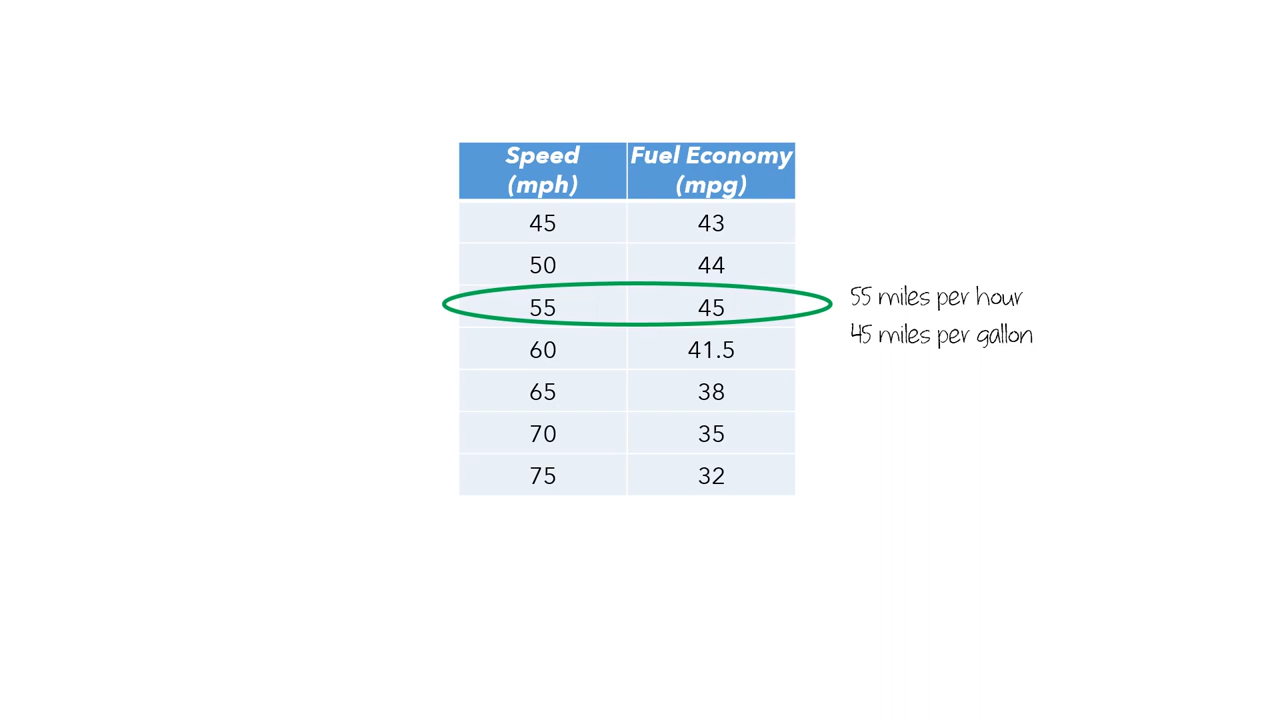 Speed (mph) Fuel Economy (mpg)
45 43
50 44
55 45
60 41.5
65 38
70 35
75 32
55 miles per hour
45 miles per gallon